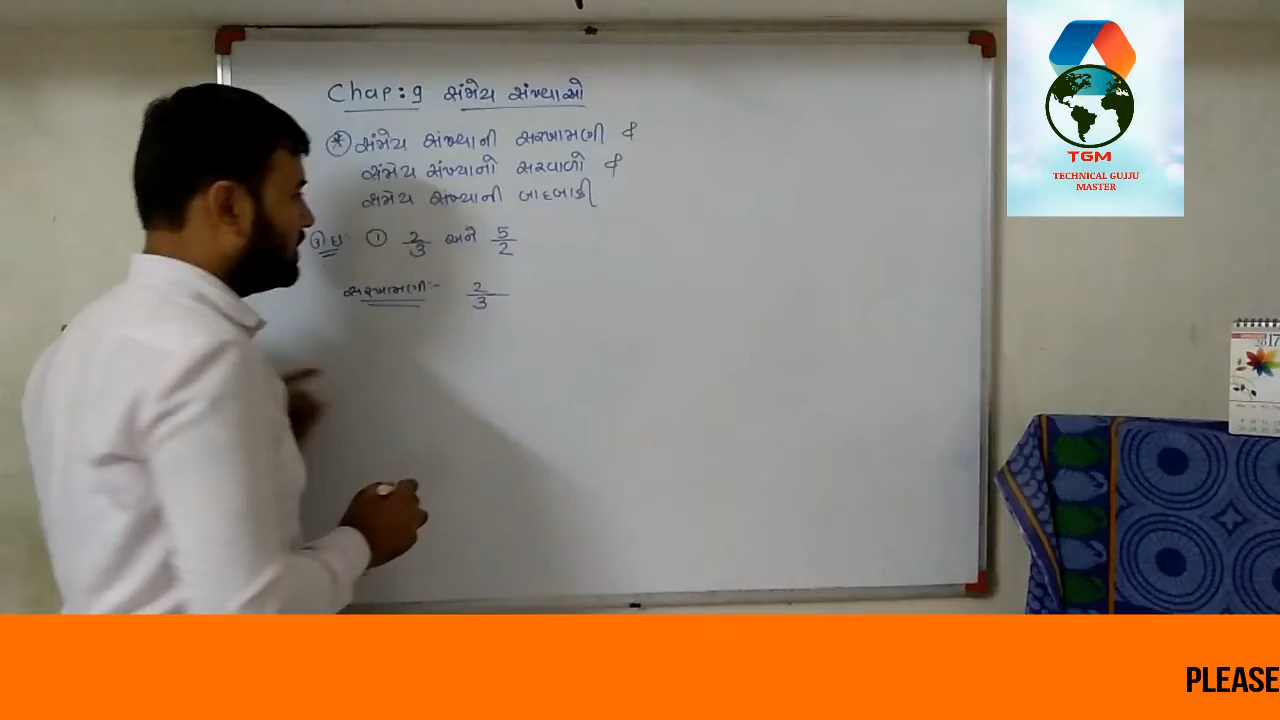 Chap: 9 સંમેય સંખ્યાઓ
* સંમેય સંખ્યાની સરખામણી &
સંમેય સંખ્યાનો સરવાળો &
સંમેય સંખ્યાની બાદબાકી
ઉદા: ① 2/3 અને 5/2
સરખામણી:- 2/3
TGM
TECHNICAL GUJJU
MASTER
2017
PLEASE